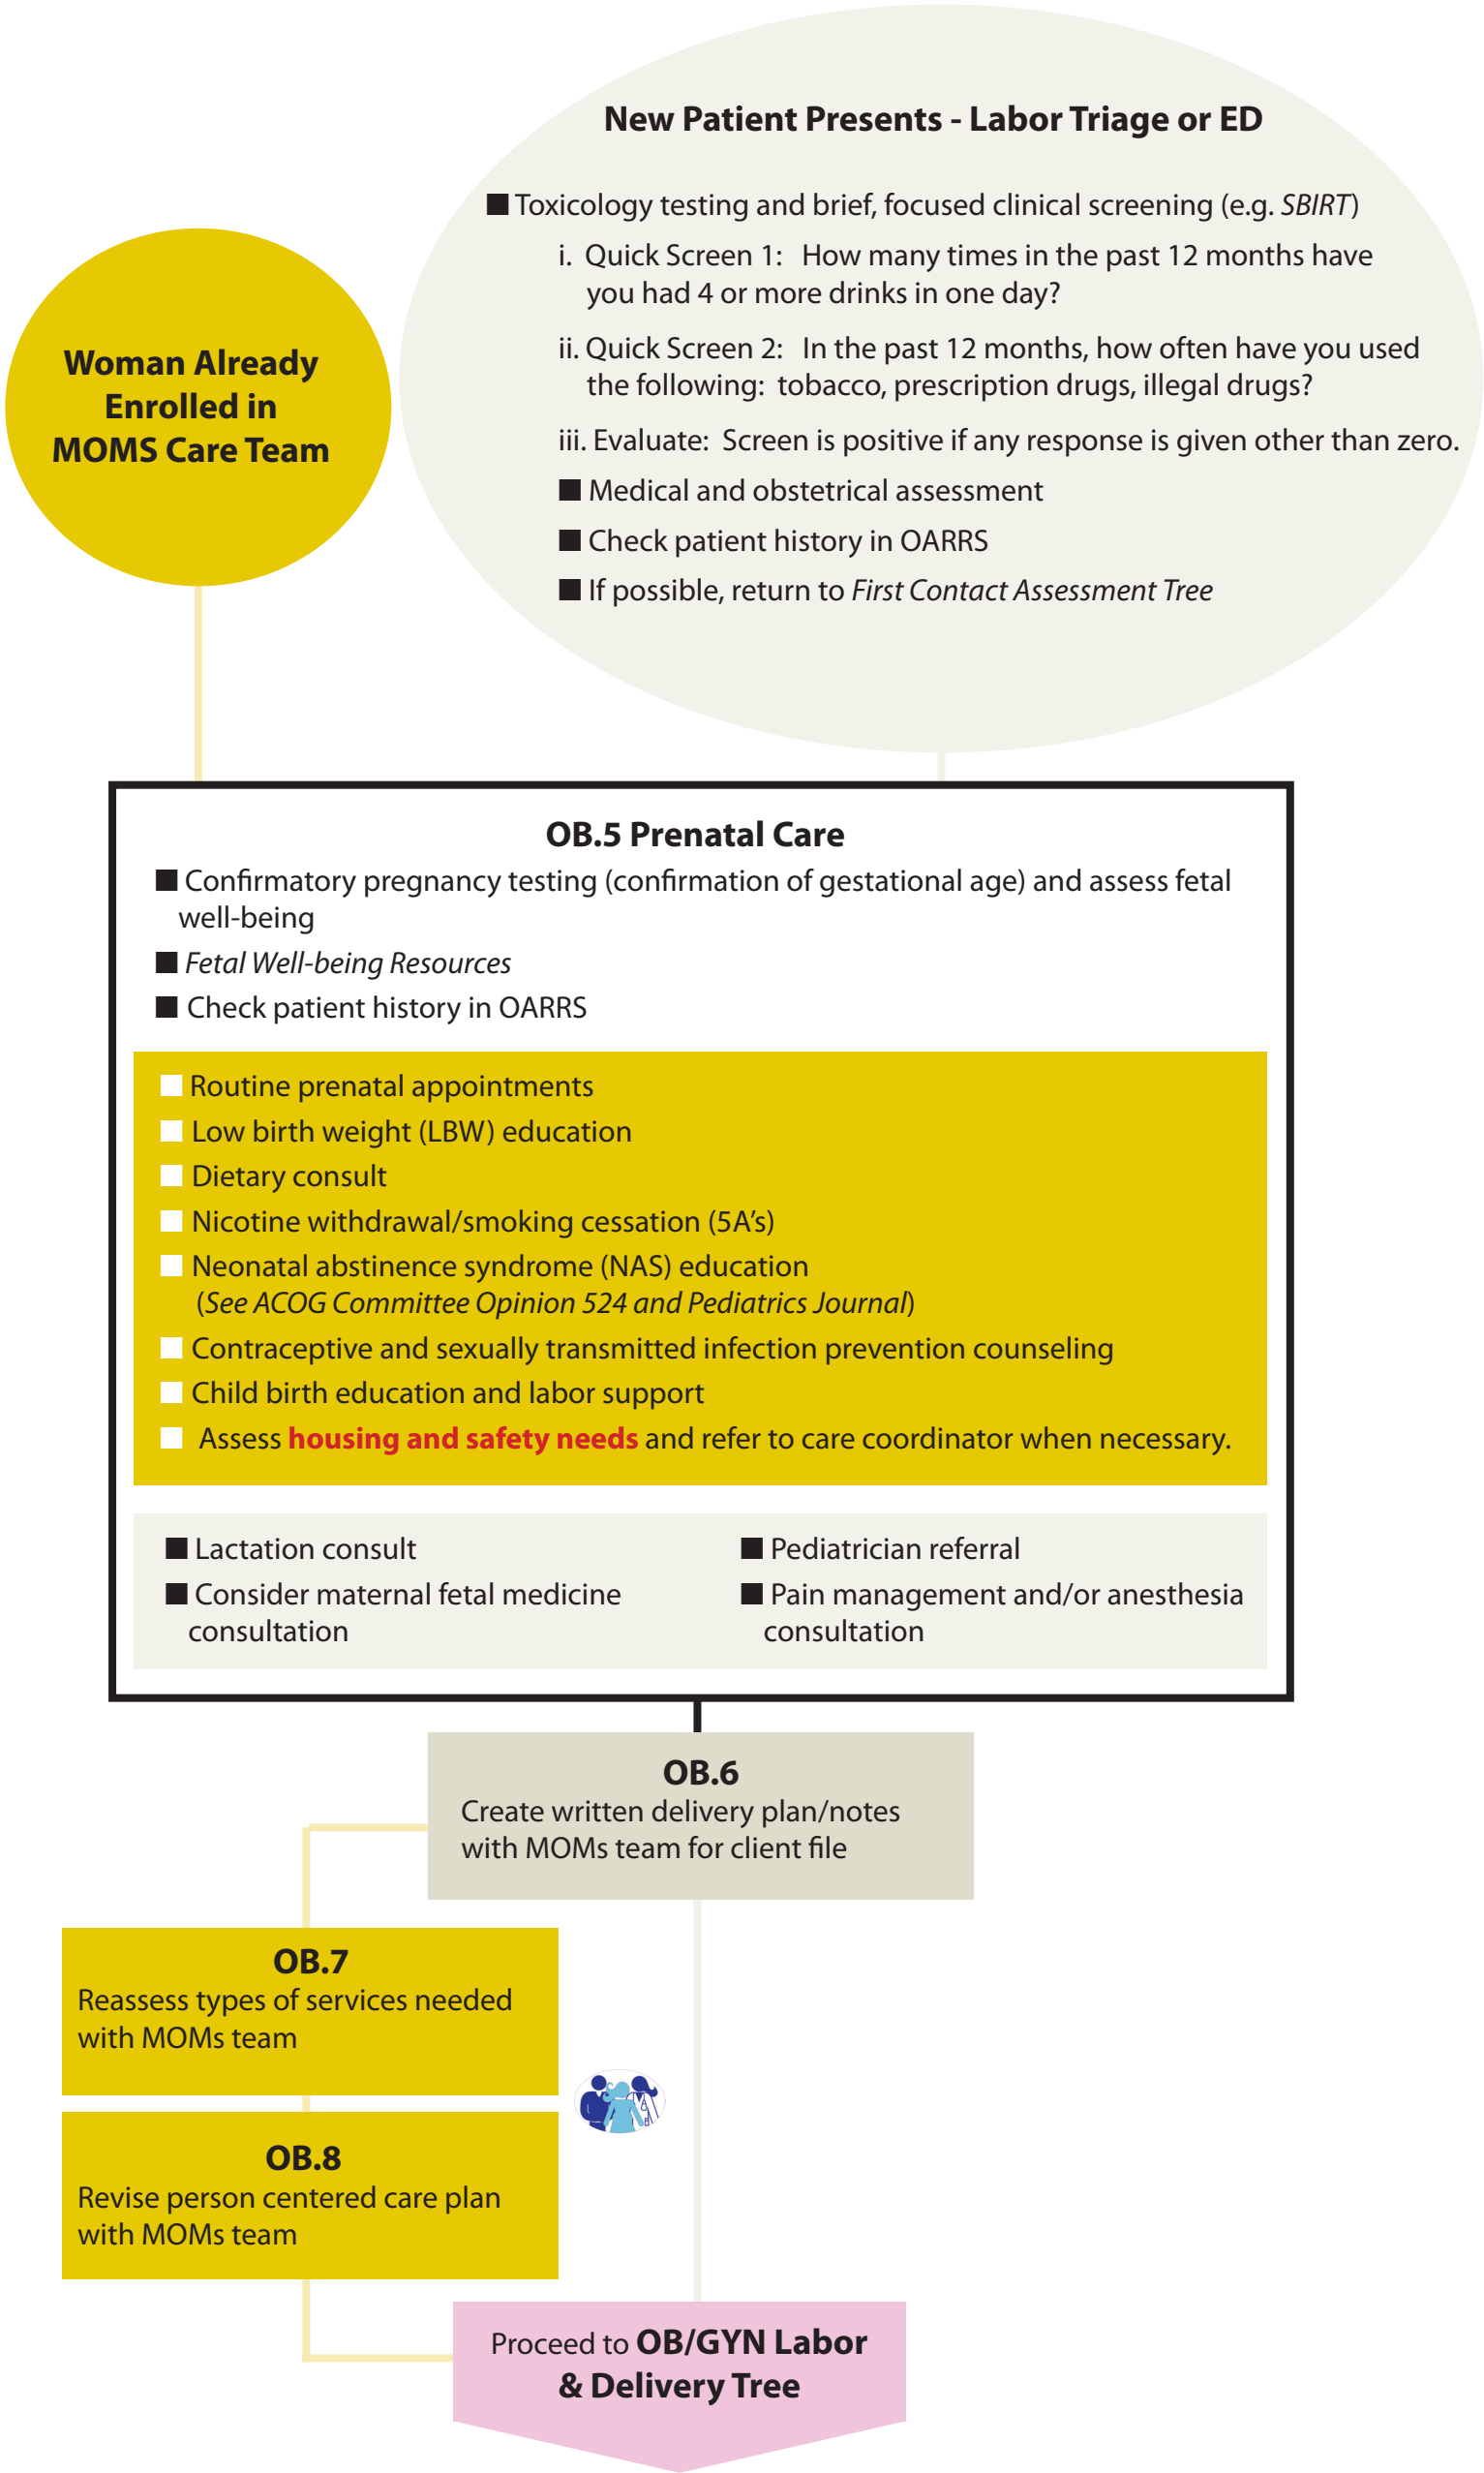 New Patient Presents - Labor Triage or ED
Toxicology testing and brief, focused clinical screening (e.g. SBIRT)
i. Quick Screen 1: How many times in the past 12 months have
you had 4 or more drinks in one day?
ii. Quick Screen 2: In the past 12 months, how often have you used
the following: tobacco, prescription drugs, illegal drugs?
iii. Evaluate: Screen is positive if any response is given other than zero.
Medical and obstetrical assessment
Check patient history in OARRS
If possible, return to First Contact Assessment Tree
Woman Already
Enrolled in
MOMS Care Team
OB.5 Prenatal Care
Confirmatory pregnancy testing (confirmation of gestational age) and assess fetal
well-being
Fetal Well-being Resources
Check patient history in OARRS
Routine prenatal appointments
Low birth weight (LBW) education
Dietary consult
Nicotine withdrawal/smoking cessation (5A’s)
Neonatal abstinence syndrome (NAS) education
(See ACOG Committee Opinion 524 and Pediatrics Journal)
Contraceptive and sexually transmitted infection prevention counseling
Child birth education and labor support
Assess housing and safety needs and refer to care coordinator when necessary.
Lactation consult
Consider maternal fetal medicine
consultation
Pediatrician referral
Pain management and/or anesthesia
consultation
OB.6
Create written delivery plan/notes
with MOMs team for client file
OB.7
Reassess types of services needed
with MOMs team
OB.8
Revise person centered care plan
with MOMs team
Proceed to OB/GYN Labor
& Delivery Tree